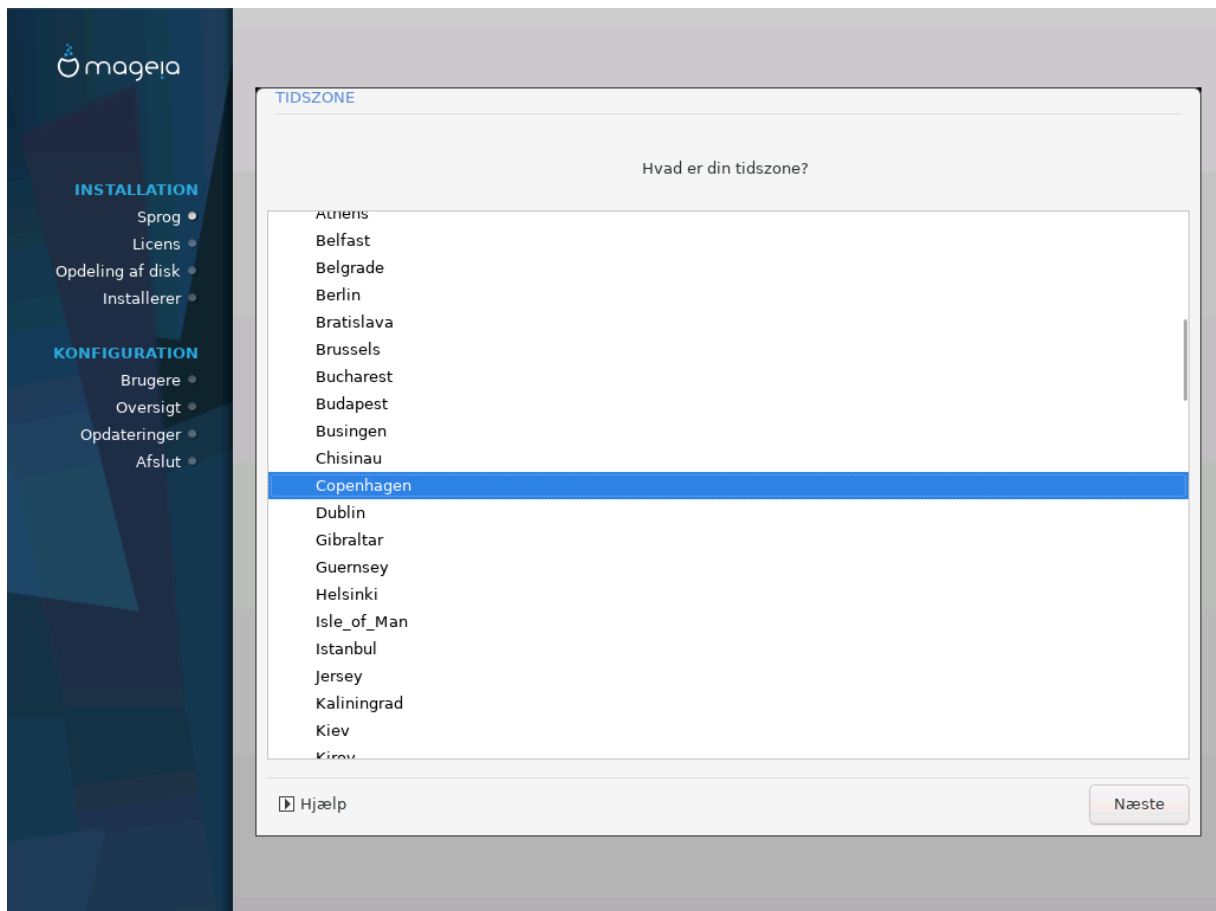 mageia
INSTALLATION
Sprog
Licens
Opdeling af disk
Installerer
KONFIGURATION
Brugere
Oversigt
Opdateringer
Afslut
TIDSZONE
Hvad er din tidszone?
Athens
Belfast
Belgrade
Berlin
Bratislava
Brussels
Bucharest
Budapest
Busingen
Chisinau
Copenhagen
Dublin
Gibraltar
Guernsey
Helsinki
Isle_of_Man
Istanbul
Jersey
Kaliningrad
Kiev
Kirov
Hjælp
Næste